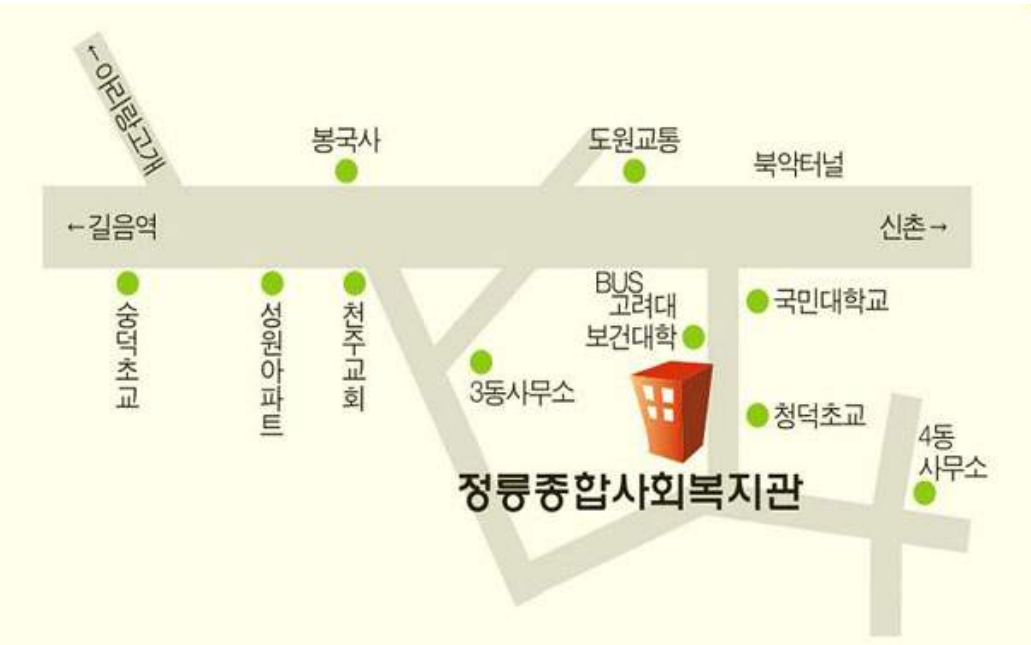 ←아리랑고개
봉국사
도원교통
북악터널
←길음역
신촌→
숭덕초교
성원아파트
천주교회
3동사무소
BUS
고려대
보건대학
국민대학교
청덕초교
4동
사무소
정릉종합사회복지관